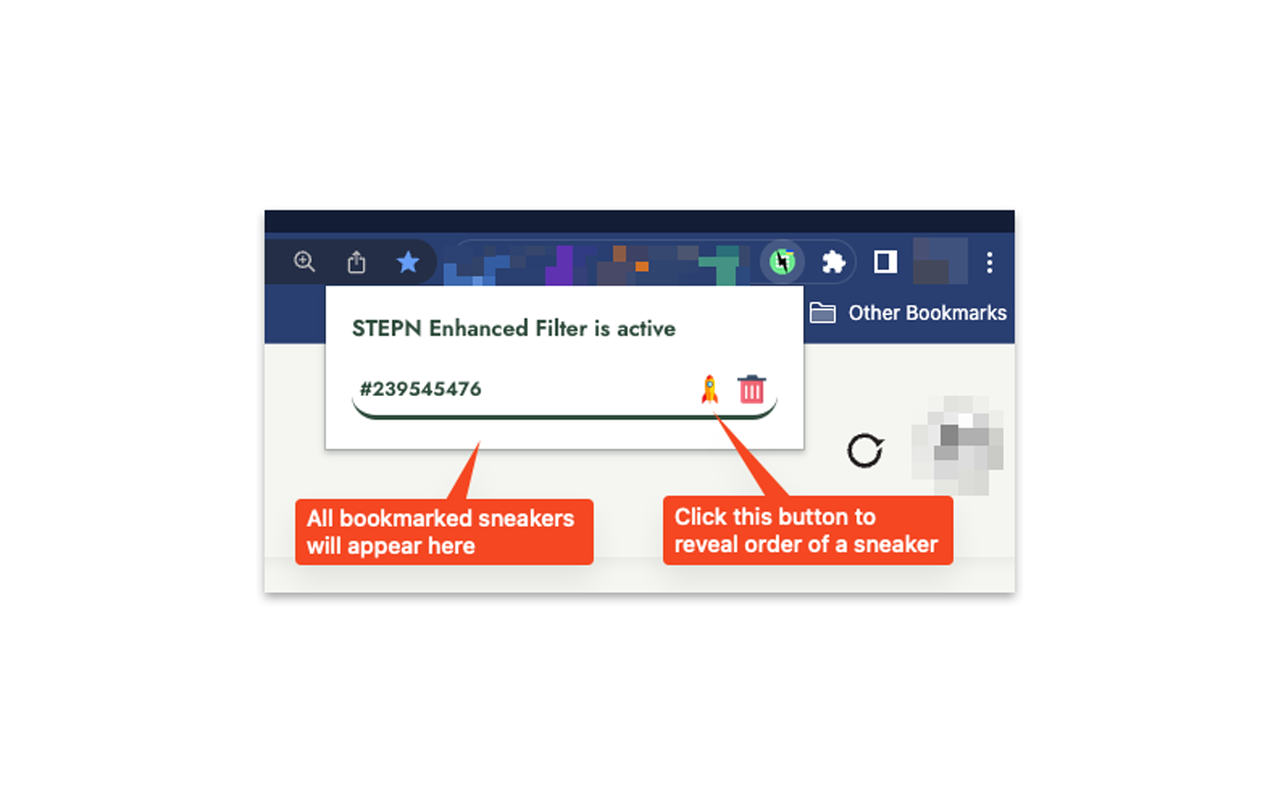 Other Bookmarks
STEPN Enhanced Filter is active
#239545476
All bookmarked sneakers
will appear here
Click this button to
reveal order of a sneaker